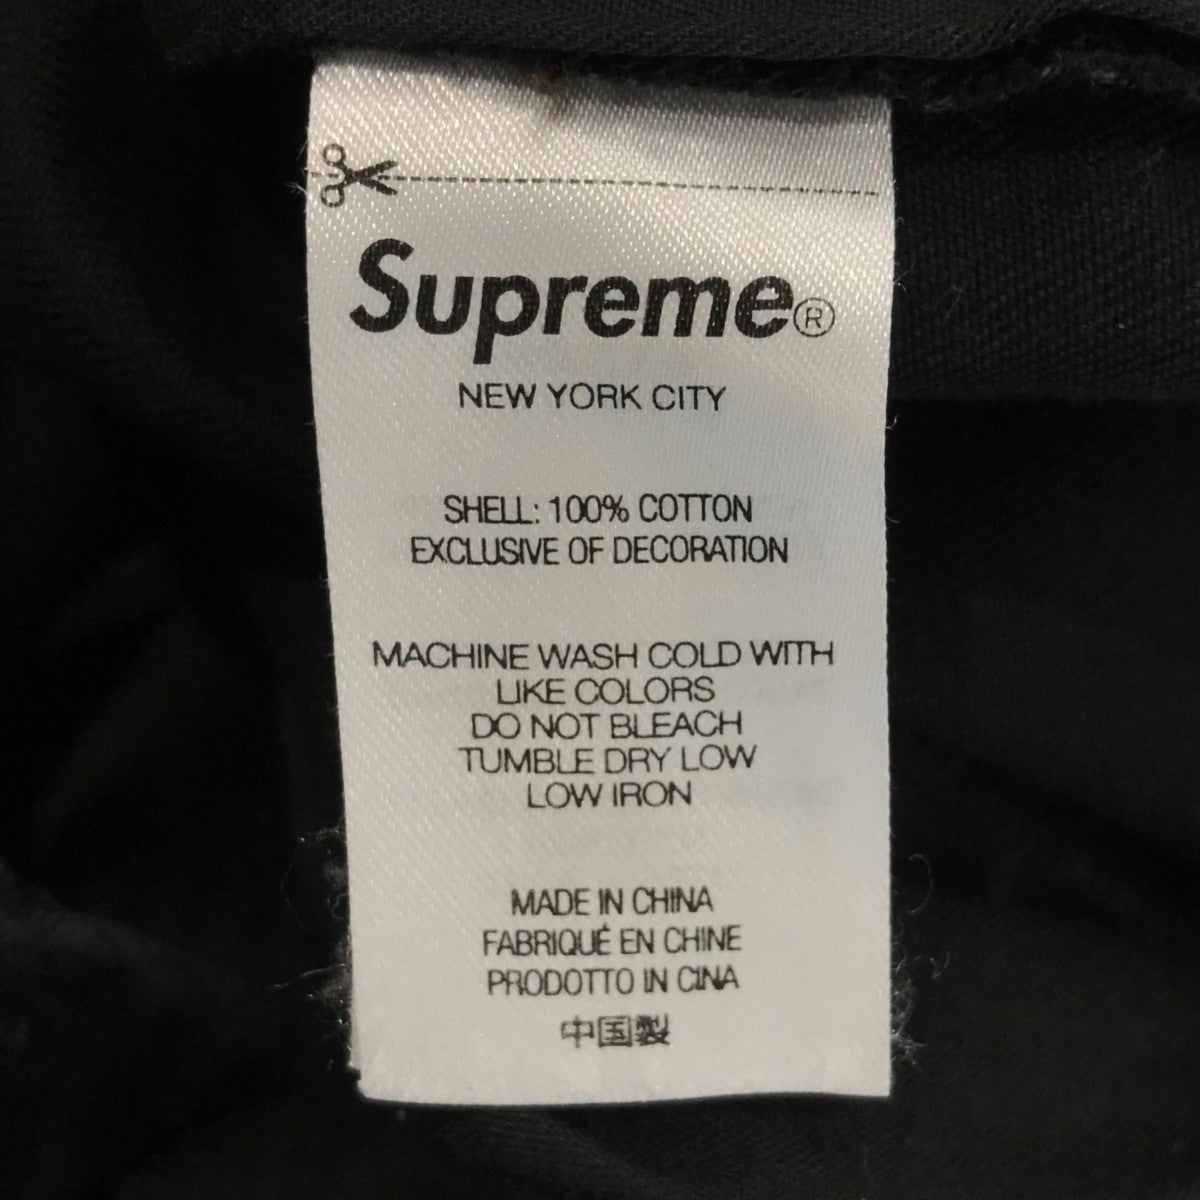 Supreme®
NEW YORK CITY
SHELL: 100% COTTON
EXCLUSIVE OF DECORATION
MACHINE WASH COLD WITH
LIKE COLORS
DO NOT BLEACH
TUMBLE DRY LOW
LOW IRON
MADE IN CHINA
FABRIQUÉ EN CHINE
PRODOTTO IN CINA
中国製